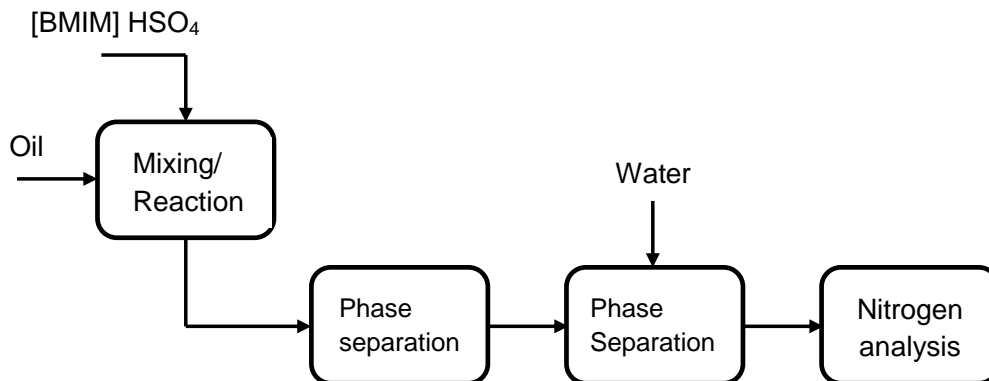 [BMIM] HSO₄
Oil
Mixing/
Reaction
Water
Phase
separation
Phase
Separation
Nitrogen
analysis